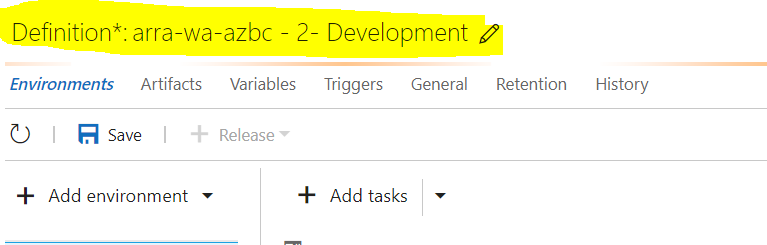 Definition*: arra-wa-azbc - 2- Development
Environments Artifacts Variables Triggers General Retention History
Save + Release
+ Add environment + Add tasks